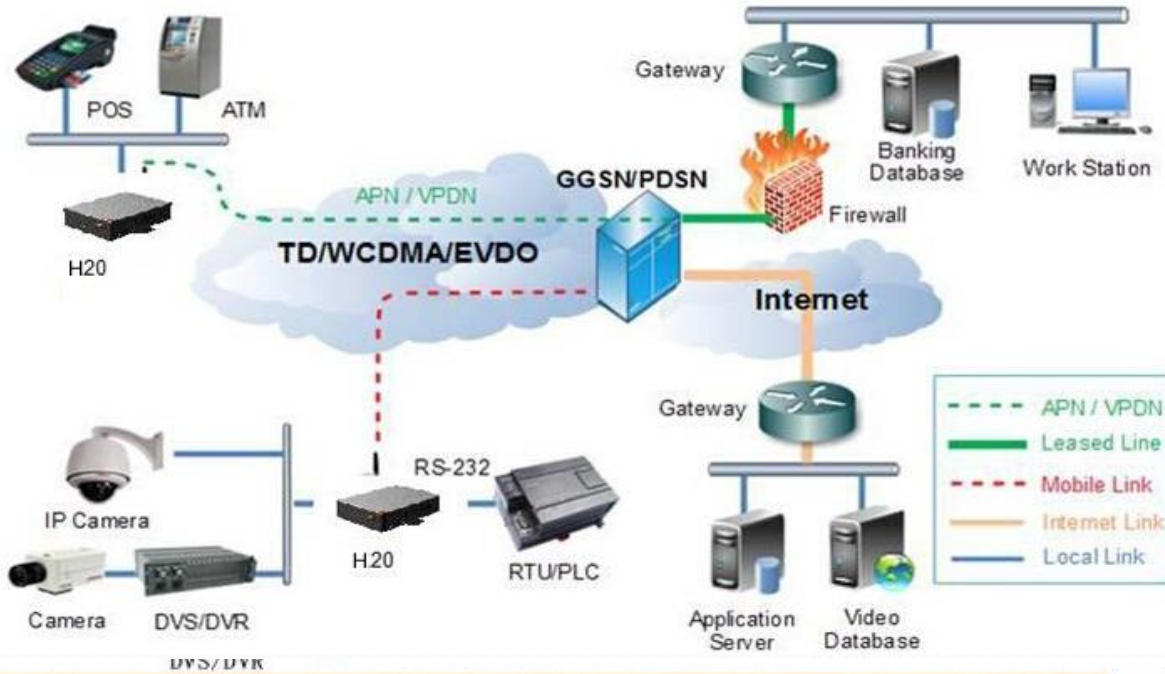 POS
ATM
H20
APN / VPDN
TD/WCDMA/EVDO
GGSN/PDSN
Gateway
Banking
Database
Work Station
Firewall
Internet
Gateway
IP Camera
RS-232
H20
RTU/PLC
Camera
DVS/DVR
Application
Server
Video
Database
APN / VPDN
Leased Line
Mobile Link
Internet Link
Local Link
DVS/DVR